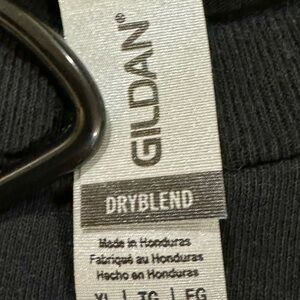 GILDAN®
DRYBLEND
Made in Honduras
Fabriqué au Honduras
Hecho en Honduras
XL | TG | EG